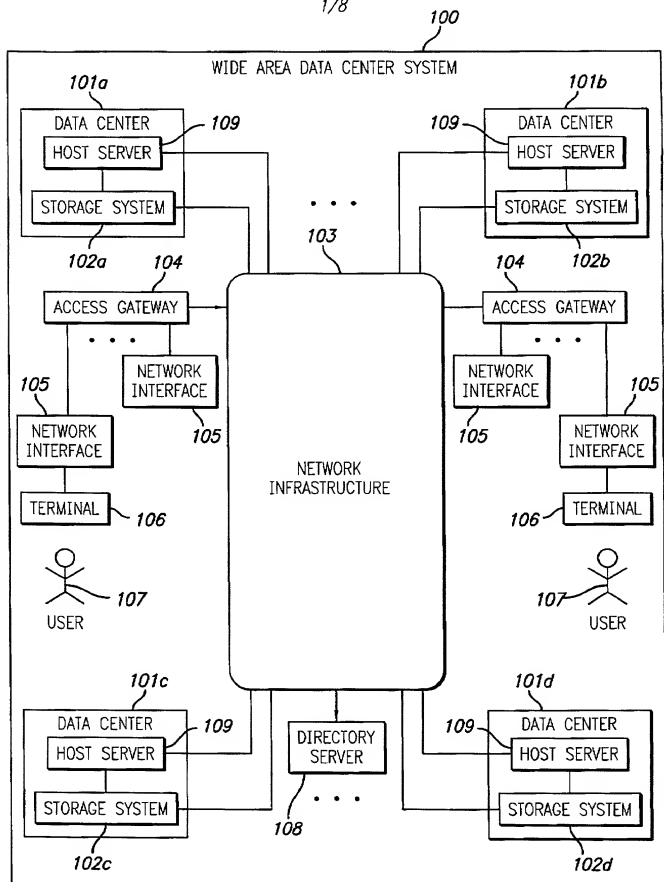 1/8
100
WIDE AREA DATA CENTER SYSTEM
101a
101b
DATA CENTER
109
HOST SERVER
STORAGE SYSTEM
102a
DATA CENTER
109
HOST SERVER
STORAGE SYSTEM
102b
103
104
ACCESS GATEWAY
104
ACCESS GATEWAY
NETWORK
INTERFACE
105
NETWORK
INTERFACE
105
105
NETWORK
INTERFACE
105
NETWORK
INTERFACE
NETWORK
INFRASTRUCTURE
TERMINAL
106
TERMINAL
106
107
USER
107
USER
101c
DATA CENTER
109
HOST SERVER
STORAGE SYSTEM
102c
DIRECTORY
SERVER
108
101d
DATA CENTER
109
HOST SERVER
STORAGE SYSTEM
102d